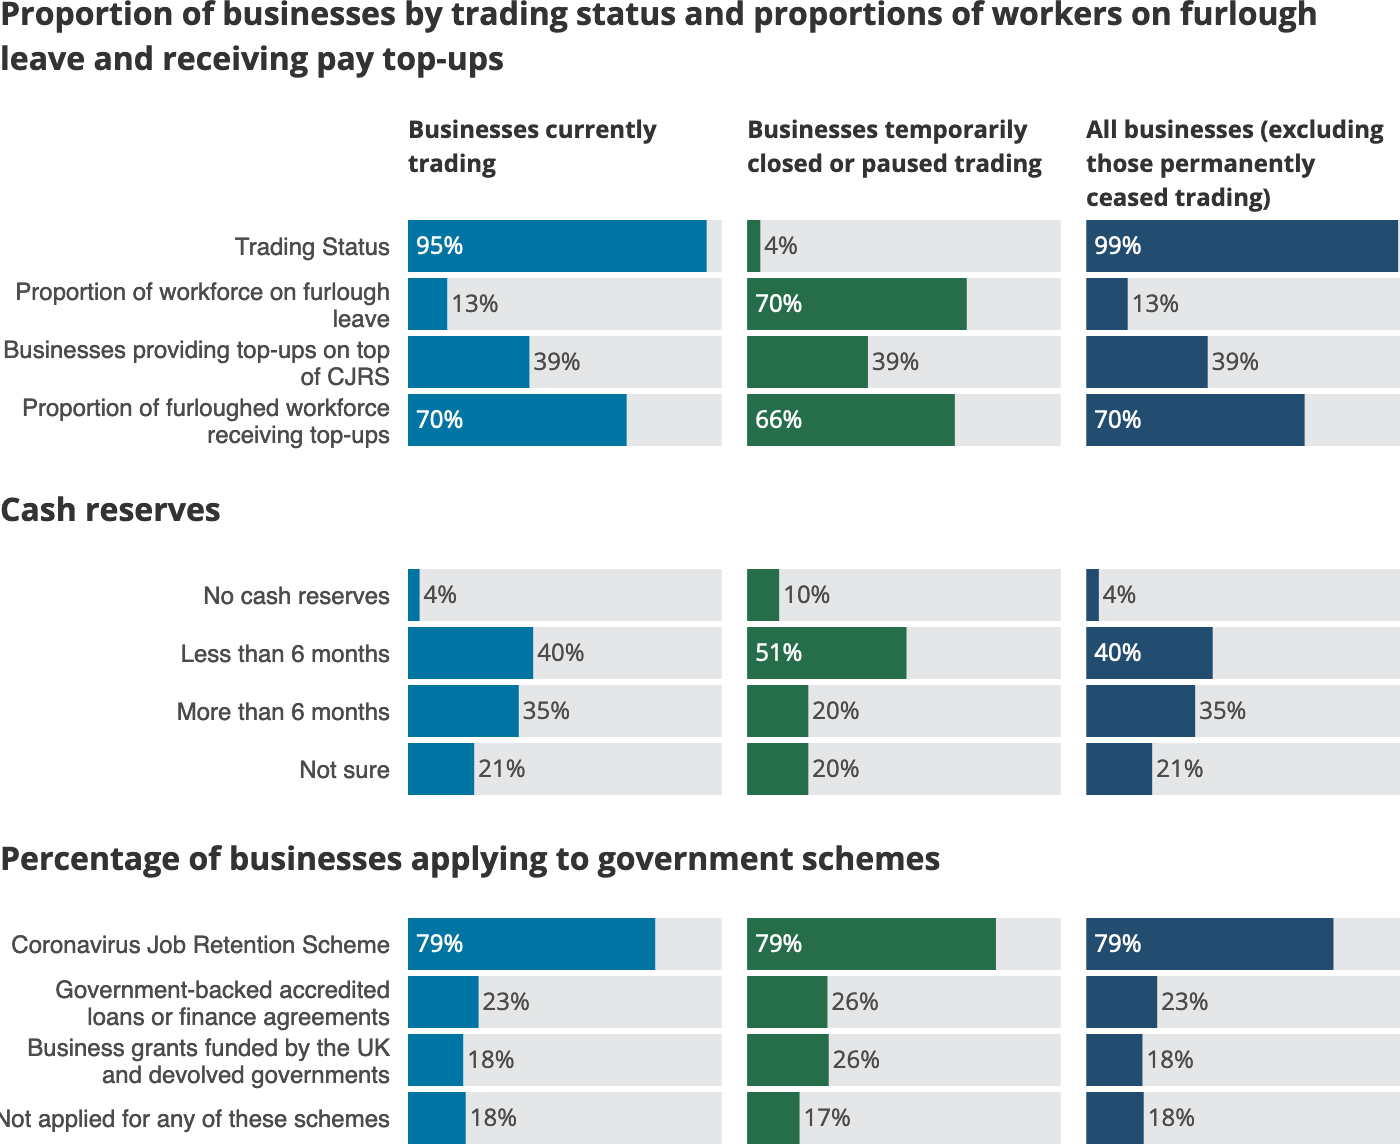 Proportion of businesses by trading status and proportions of workers on furlough
leave and receiving pay top-ups
Businesses currently
trading
Businesses temporarily
closed or paused trading
All businesses (excluding
those permanently
ceased trading)
Trading Status
95%
4%
99%
Proportion of workforce on furlough
leave
13%
70%
13%
Businesses providing top-ups on top
of CJRS
39%
39%
39%
Proportion of furloughed workforce
receiving top-ups
70%
66%
70%
Cash reserves
No cash reserves
4%
10%
4%
Less than 6 months
40%
51%
40%
More than 6 months
35%
20%
35%
Not sure
21%
20%
21%
Percentage of businesses applying to government schemes
Coronavirus Job Retention Scheme
79%
79%
79%
Government-backed accredited
loans or finance agreements
23%
26%
23%
Business grants funded by the UK
and devolved governments
18%
26%
18%
Not applied for any of these schemes
18%
17%
18%